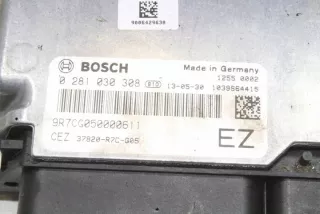 9086429830
BOSCH
Made in Germany
0 281 030 308
13-05-30
1255 0002
1039S64415
9R7CG050000611
CEZ 37820-R7C-G05
EZ